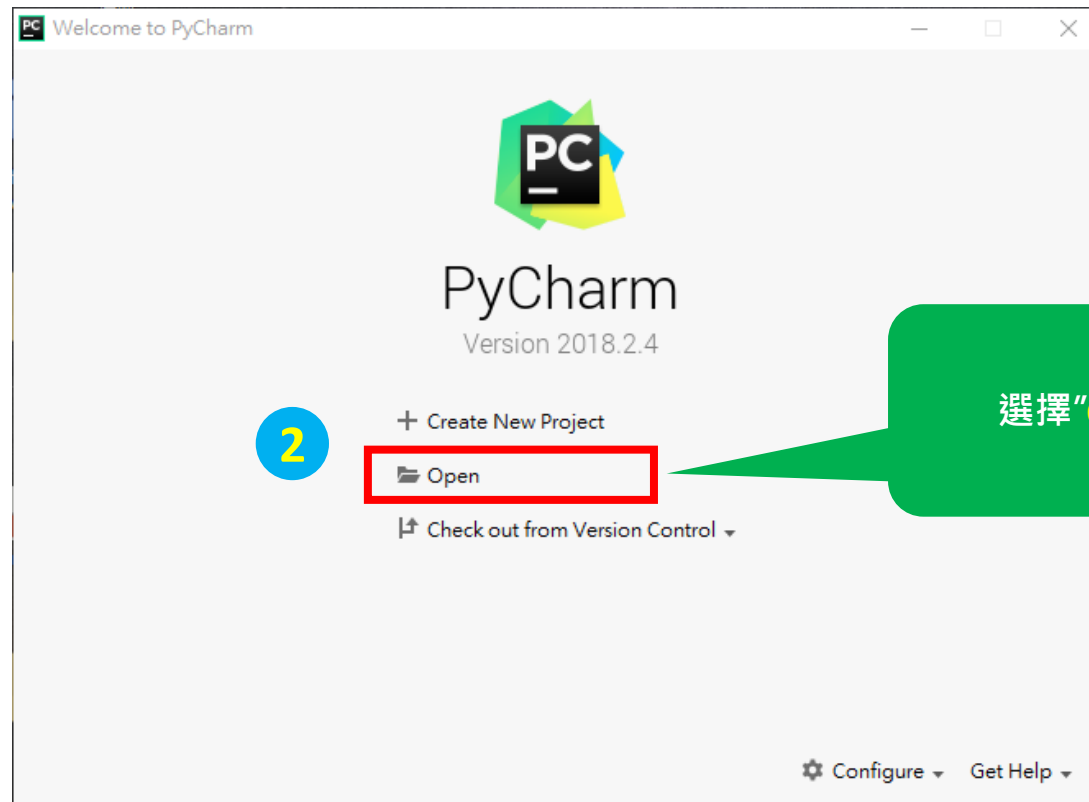 PC Welcome to PyCharm
PC
PyCharm
Version 2018.2.4
2
Create New Project
Open
Check out from Version Control
選擇"
Configure Get Help